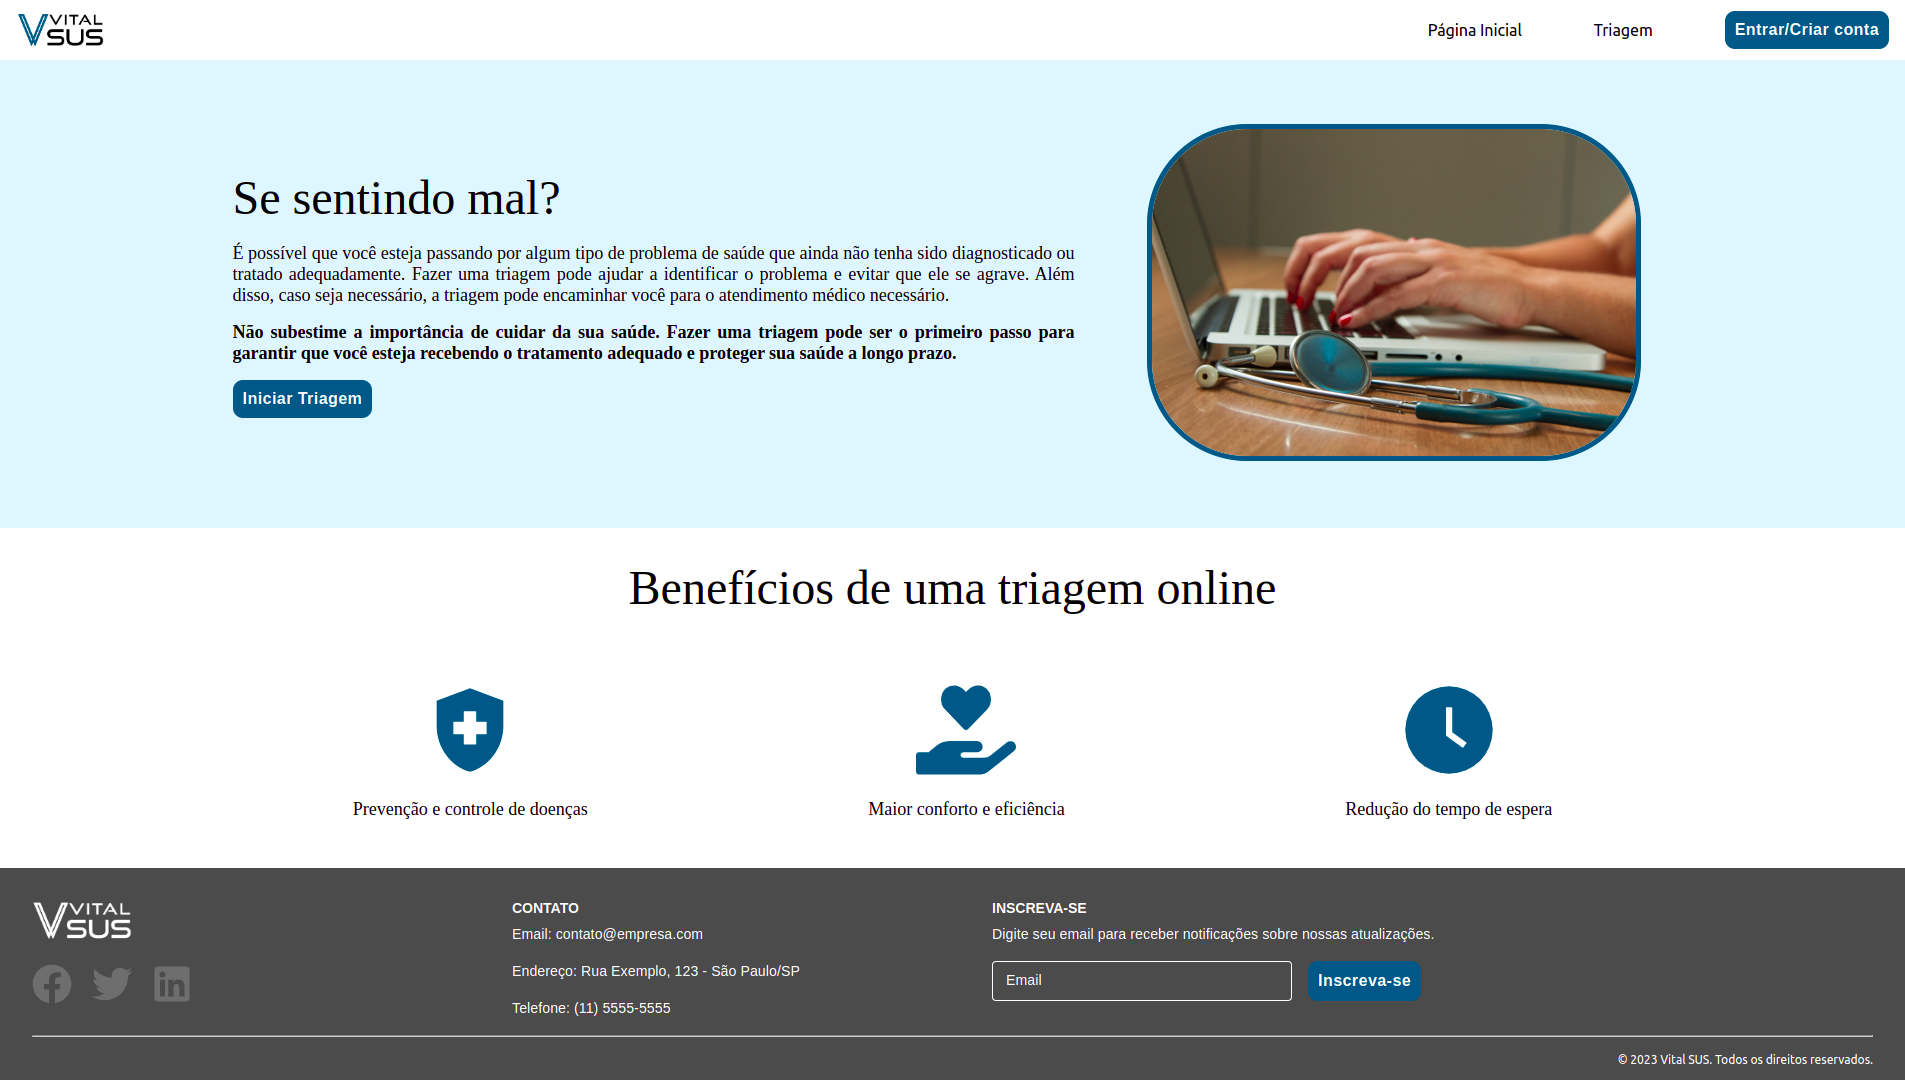 VITAL
SUS
Página Inicial
Triagem
Entrar/Criar conta
Se sentindo mal?
É possível que você esteja passando por algum tipo de problema de saúde que ainda não tenha sido diagnosticado ou
tratado adequadamente. Fazer uma triagem pode ajudar a identificar o problema e evitar que ele se agrave. Além
disso, caso seja necessário, a triagem pode encaminhar você para o atendimento médico necessário.
Não subestime a importância de cuidar da sua saúde. Fazer uma triagem pode ser o primeiro passo para
garantir que você esteja recebendo o tratamento adequado e proteger sua saúde a longo prazo.
Iniciar Triagem
Benefícios de uma triagem online
Prevenção e controle de doenças
Maior conforto e eficiência
Redução do tempo de espera
VITAL
SUS
CONTATO
Email: contato@empresa.com
Endereço: Rua Exemplo, 123 - São Paulo/SP
Telefone: (11) 5555-5555
INSCREVA-SE
Digite seu email para receber notificações sobre nossas atualizações.
Email
Inscreva-se
© 2023 Vital SUS. Todos os direitos reservados.